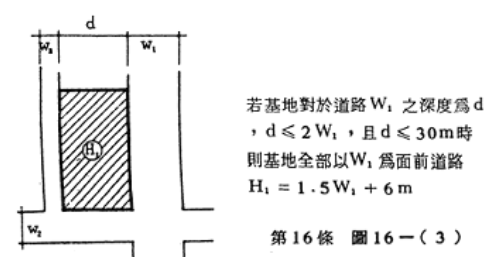 d
W₃ W₁
H₁
W₂
若基地對於道路W₁ 之深度爲d
,d≤2W₁,且d≤30m時
則基地全部以W₁ 爲面前道路
H₁=1.5W₁+6m
第16條 圖16-(3)